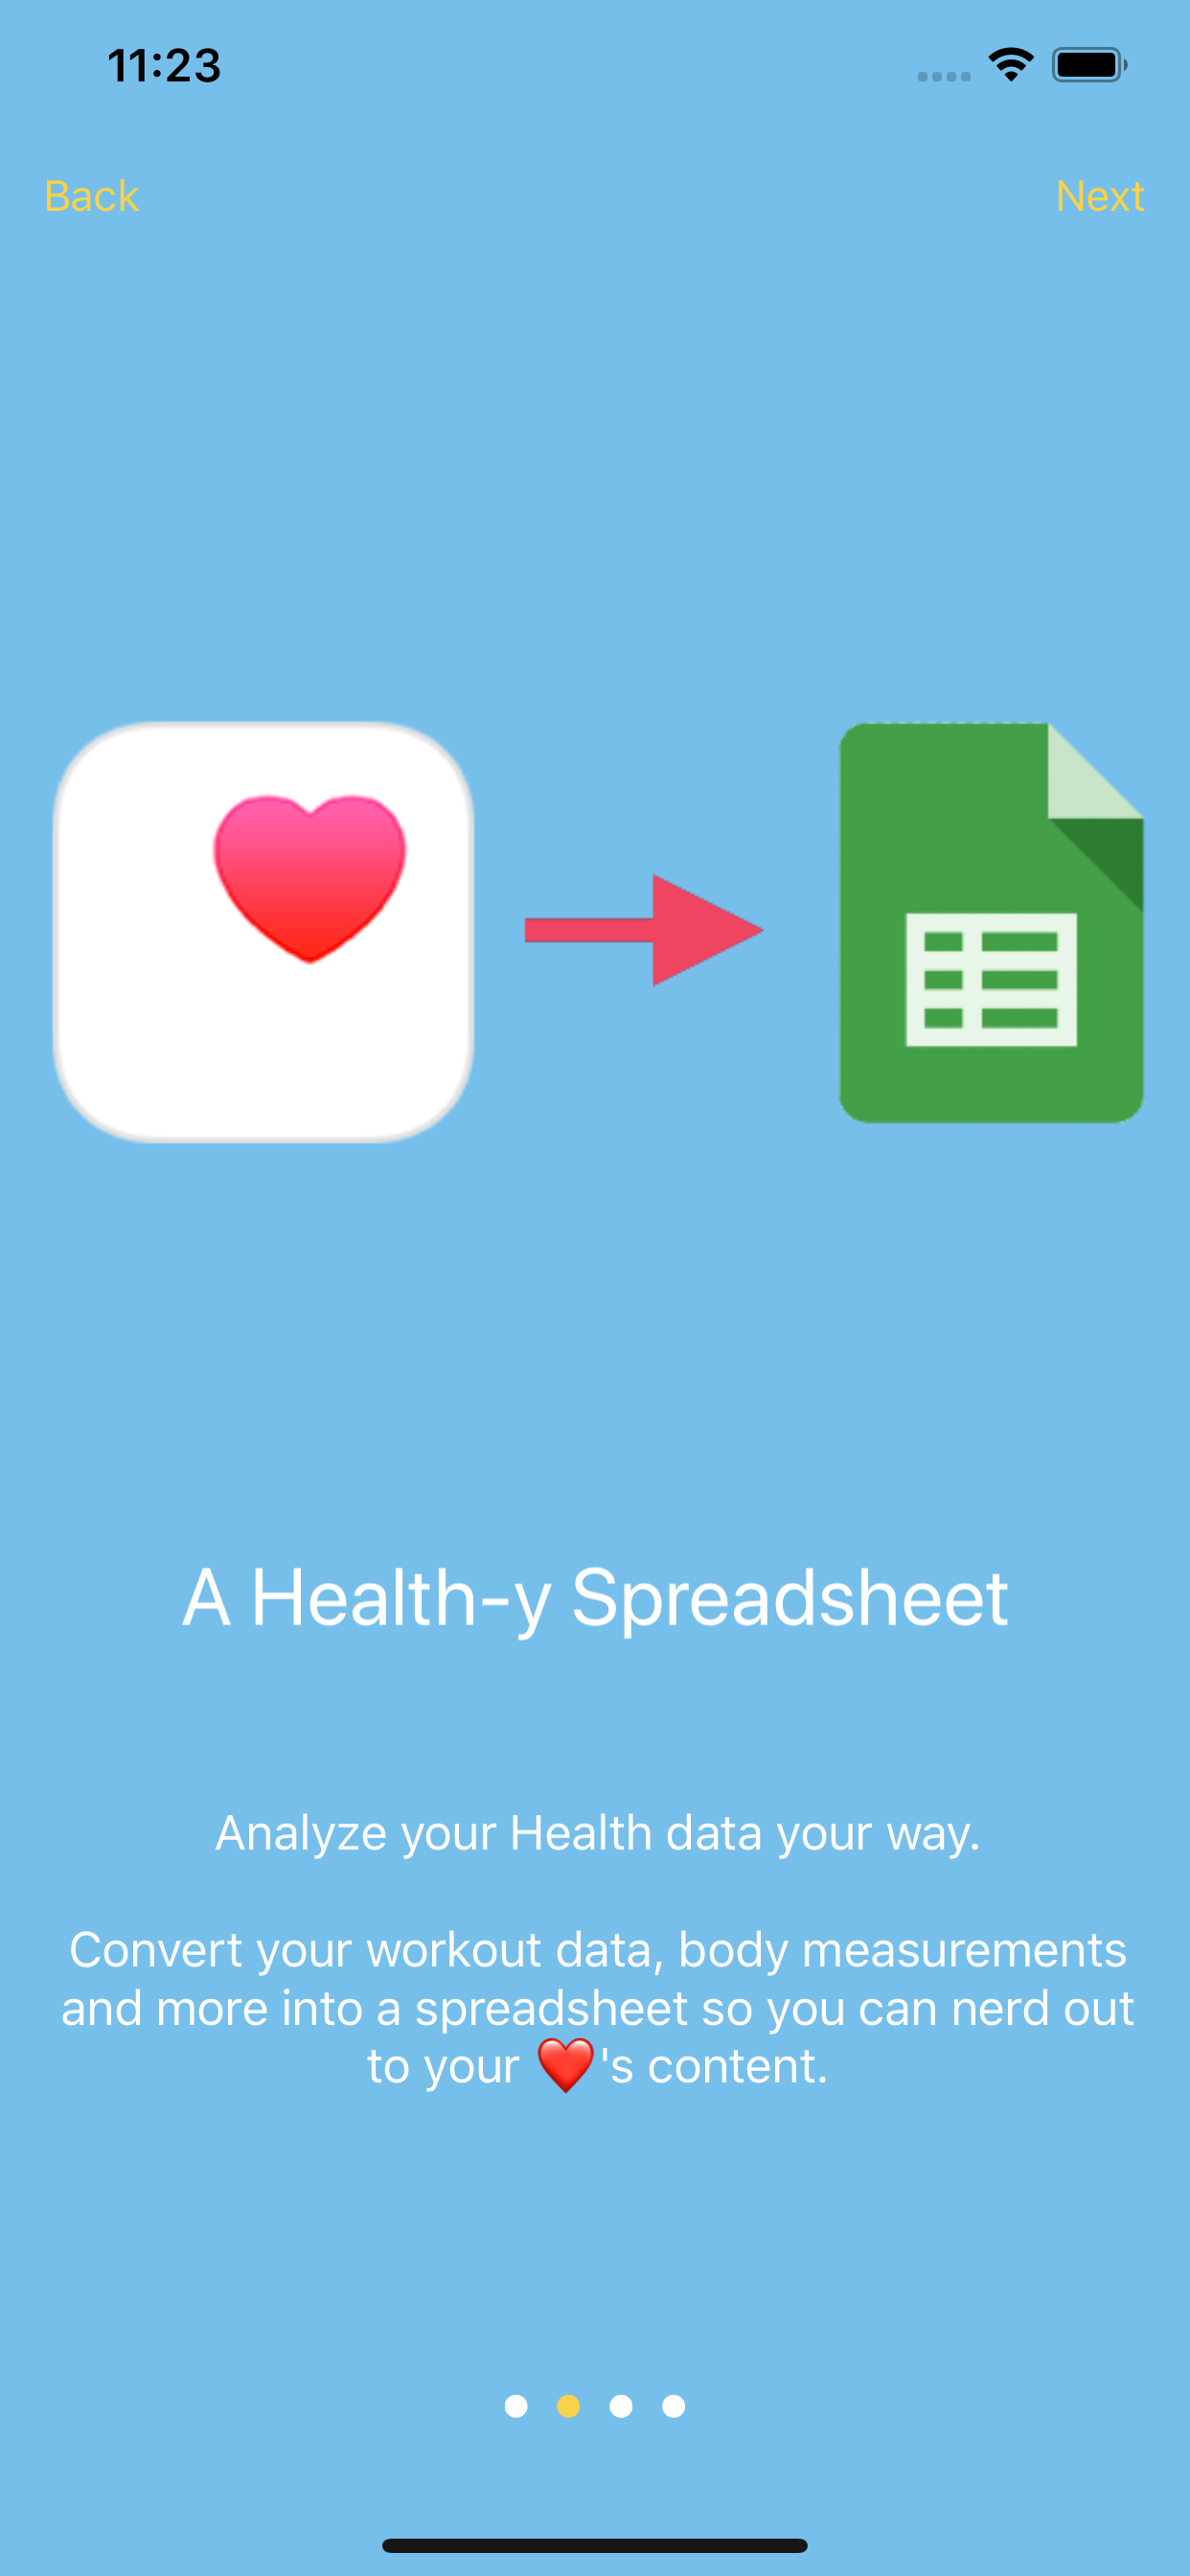 11:23
Back
Next
A Health-y Spreadsheet
Analyze your Health data your way.
Convert your workout data, body measurements
and more into a spreadsheet so you can nerd out
to your ❤️'s content.